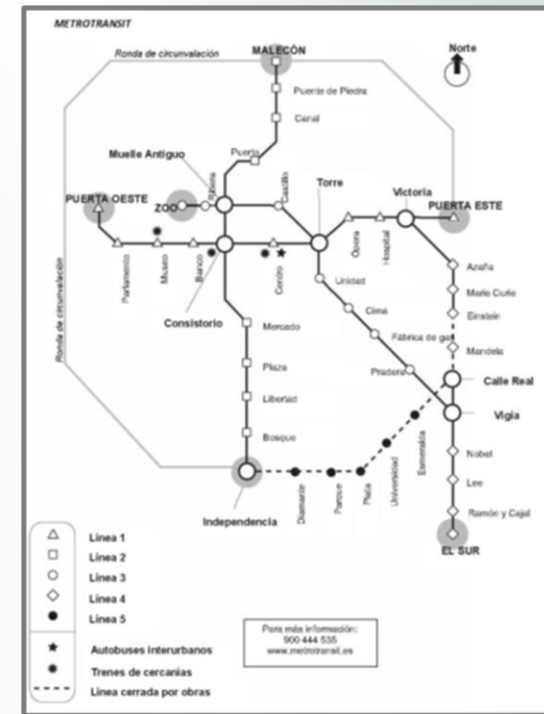 METROTRANSIT
Ronda de circunvalación
MALECÓN
Norte
Puente de Piedra
Canal
Puerto
Muelle Antiguo
Ribera
Castillo
Torre
Victoria
PUERTA OESTE
ZOO
PUERTA ESTE
Parlamento
Museo
Banco
Centro
Ópera
Hospital
Azaña
Marie Curie
Einstein
Mandela
Unidad
Cima
Fábrica de gas
Pradera
Consistorio
Ronda de circunvalación
Mercado
Plaza
Libertad
Bosque
Calle Real
Vigía
Nobel
Lee
Ramón y Cajal
EL SUR
Independencia
Diamante
Parque
Plata
Universidad
Esmeralda
Línea 1
Línea 2
Línea 3
Línea 4
Línea 5
Autobuses interurbanos
Trenes de cercanías
Línea cerrada por obras
Para más información:
900 444 535
www.metrotransit.es